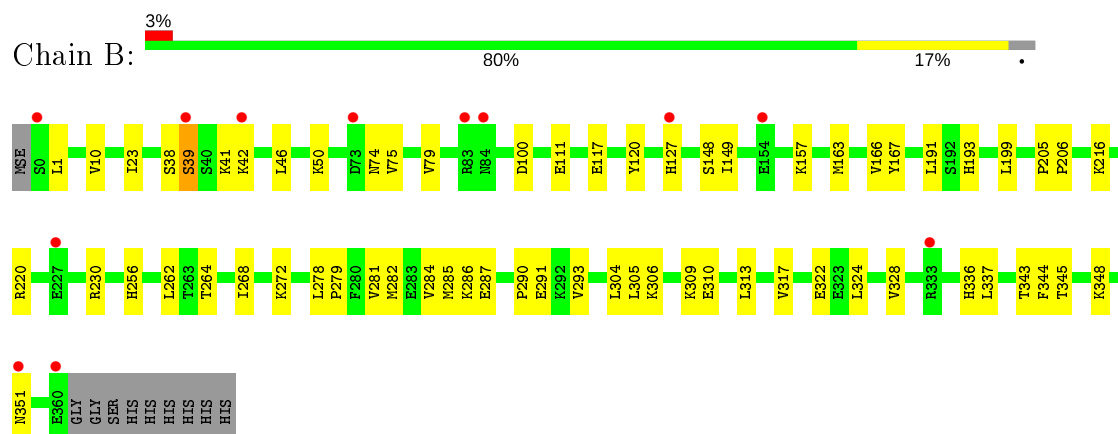 3%
Chain B:
80%
17%
MSE S0 L1 V10 I23 S38 S39 S40 K41 K42 L46 K50 D73 N74 V75 V79 R83 N84 D100 E111 E117 Y120 H127 S148 I149 E154 K157 M163 V166 Y167 L191 S192 H193 L199 P205 P206 K216
R220 E227 R230 H256 L262 T263 T264 I268 K272 L278 P279 F280 V281 M282 E283 V284 M285 K286 E287 P290 E291 K292 V293 L304 L305 K306 K309 E310 L313 V317 E322 E323 L324 V328 R333 H336 L337 T343 F344 T345 K348
N351 E360 GLY GLY SER HIS HIS HIS HIS HIS HIS